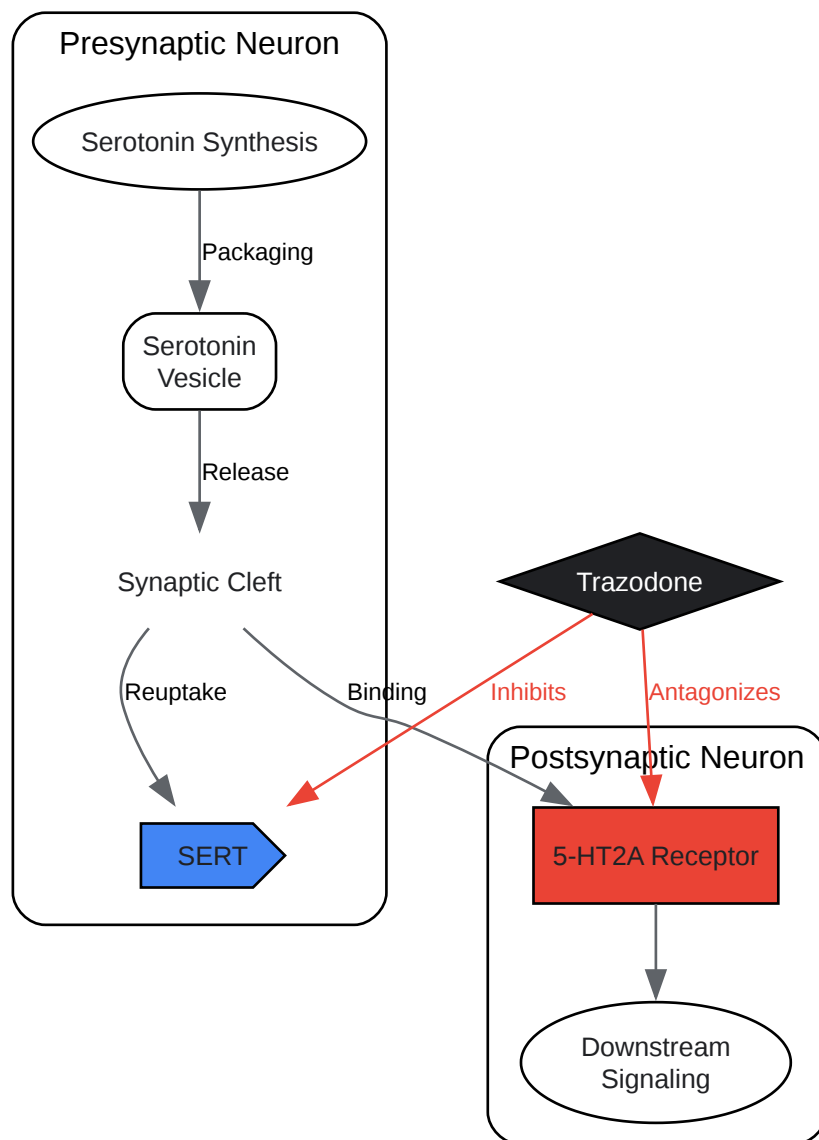 Presynaptic Neuron
Serotonin Synthesis
Packaging
Serotonin
Vesicle
Release
Synaptic Cleft
Trazodone
Reuptake
Binding
Inhibits
Antagonizes
Postsynaptic Neuron
SERT
5-HT2A Receptor
Downstream
Signaling